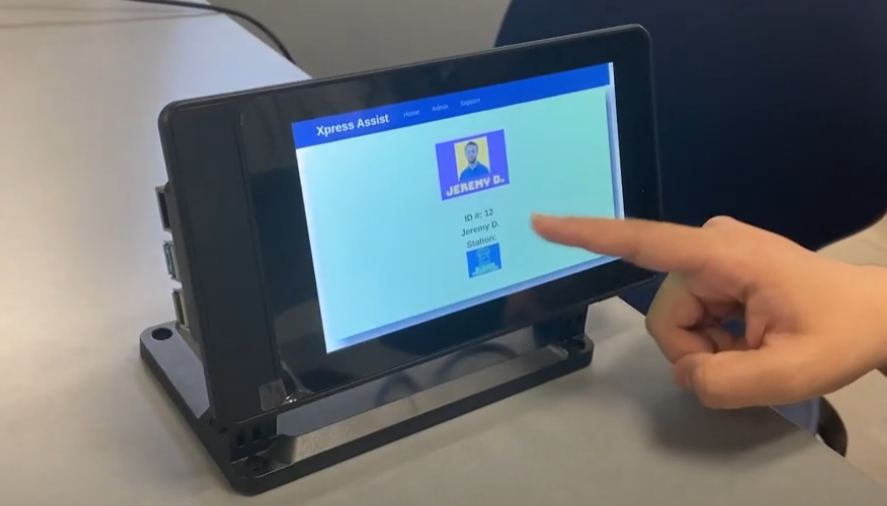 Xpress Assist Home Admin Support
JEREMY D.
ID #: 12
Jeremy D.
Station: